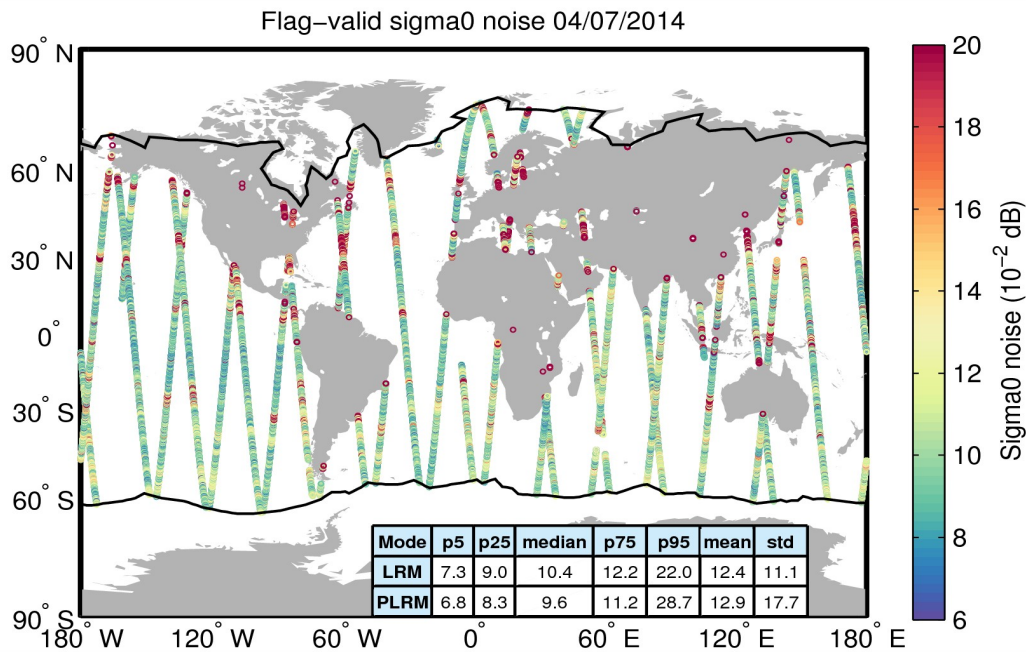 Flag−valid sigma0 noise 04/07/2014
90° N
60° N
30° N
0°
30° S
60° S
90° S
180° W
120° W
60° W
0°
60° E
120° E
180° E
Mode p5 p25 median p75 p95 mean std
LRM 7.3 9.0 10.4 12.2 22.0 12.4 11.1
PLRM 6.8 8.3 9.6 11.2 28.7 12.9 17.7
20
18
16
14
12
10
8
6
Sigma0 noise (10⁻² dB)